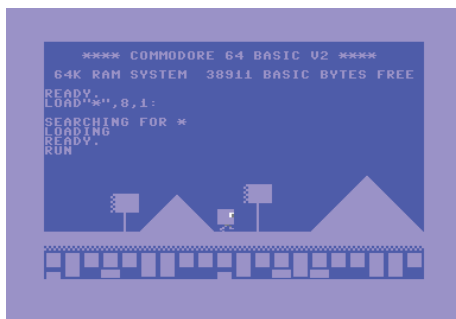 **** COMMODORE 64 BASIC V2 ****
64K RAM SYSTEM  38911 BASIC BYTES FREE
READY.
LOAD"*",8,1:
SEARCHING FOR *
LOADING
READY.
RUN